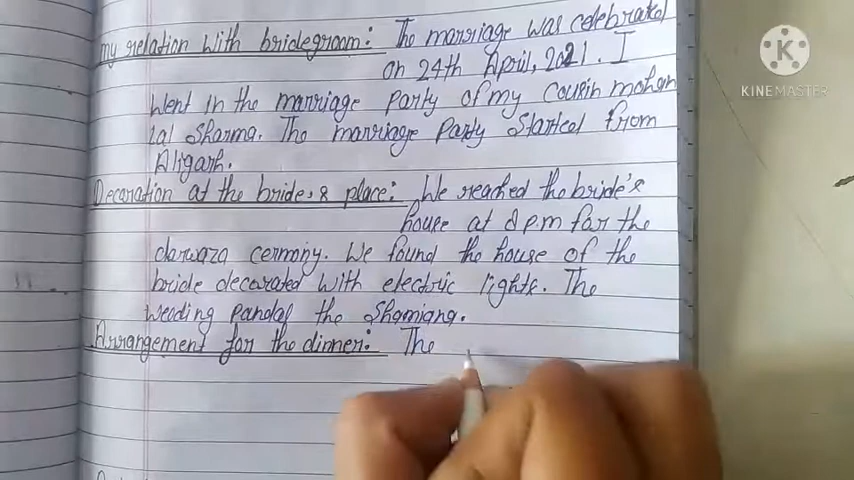 my relation with bridegroom: The marriage was celebrated
on 24th April, 2021. I
went in the marriage party of my cousin mohan
lal Sharma. The marriage Party Started from
Aligarh.
Decoration at the bride,s place: We reached the bride's
house at 8 pm for the
darwaza cermony. We found the house of the
bride decorated with electric lights. The
weading pandal the Shamiana.
Arrangement for the dinner: The
KINEMASTER